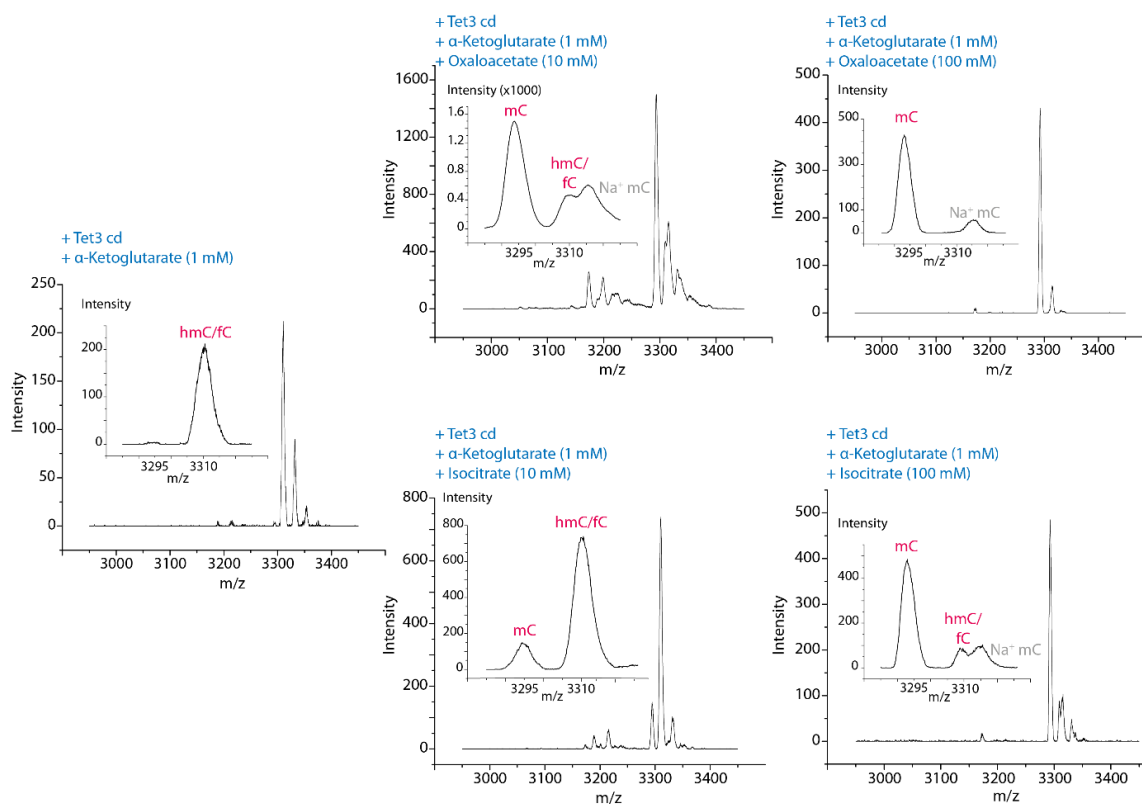 + Tet3 cd
+ α-Ketoglutarate (1 mM)
250
200
150
100
50
0
Intensity
3000 3100 3200 3300 3400
m/z
Intensity
hmC/fC
200
100
0
3295 3310
m/z
+ Tet3 cd
+ α-Ketoglutarate (1 mM)
+ Oxaloacetate (10 mM)
1600
1200
800
400
0
Intensity
3000 3100 3200 3300 3400
m/z
Intensity (x1000)
1.6
1.2
0.8
0.4
0
mC
hmC/
fC
Na⁺ mC
3295 3310
m/z
+ Tet3 cd
+ α-Ketoglutarate (1 mM)
+ Oxaloacetate (100 mM)
500
400
300
200
100
0
Intensity
3000 3100 3200 3300 3400
m/z
Intensity
500
400
300
200
100
0
mC
Na⁺ mC
3295 3310
m/z
+ Tet3 cd
+ α-Ketoglutarate (1 mM)
+ Isocitrate (10 mM)
800
600
400
200
0
Intensity
3000 3100 3200 3300 3400
m/z
Intensity
800
600
400
200
0
hmC/fC
mC
3295 3310
m/z
+ Tet3 cd
+ α-Ketoglutarate (1 mM)
+ Isocitrate (100 mM)
500
400
300
200
100
0
Intensity
3000 3100 3200 3300 3400
m/z
Intensity
400
200
0
mC
hmC/
fC
Na⁺ mC
3295 3310
m/z